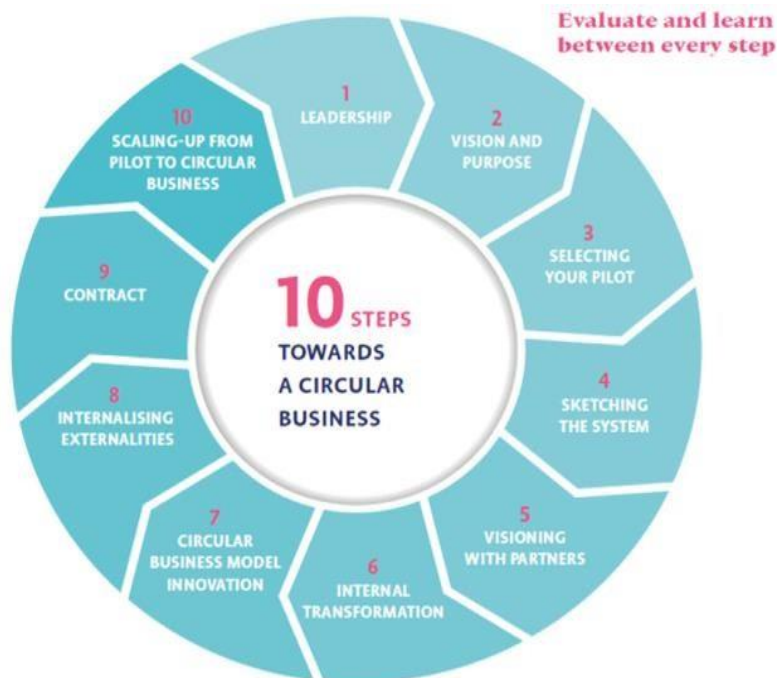 Evaluate and learn
between every step
1
LEADERSHIP
2
VISION AND
PURPOSE
3
SELECTING
YOUR PILOT
4
SKETCHING
THE SYSTEM
5
VISIONING
WITH PARTNERS
6
INTERNAL
TRANSFORMATION
7
CIRCULAR
BUSINESS MODEL
INNOVATION
8
INTERNALISING
EXTERNALITIES
9
CONTRACT
10
SCALING-UP FROM
PILOT TO CIRCULAR
BUSINESS
10 STEPS
TOWARDS
A CIRCULAR
BUSINESS